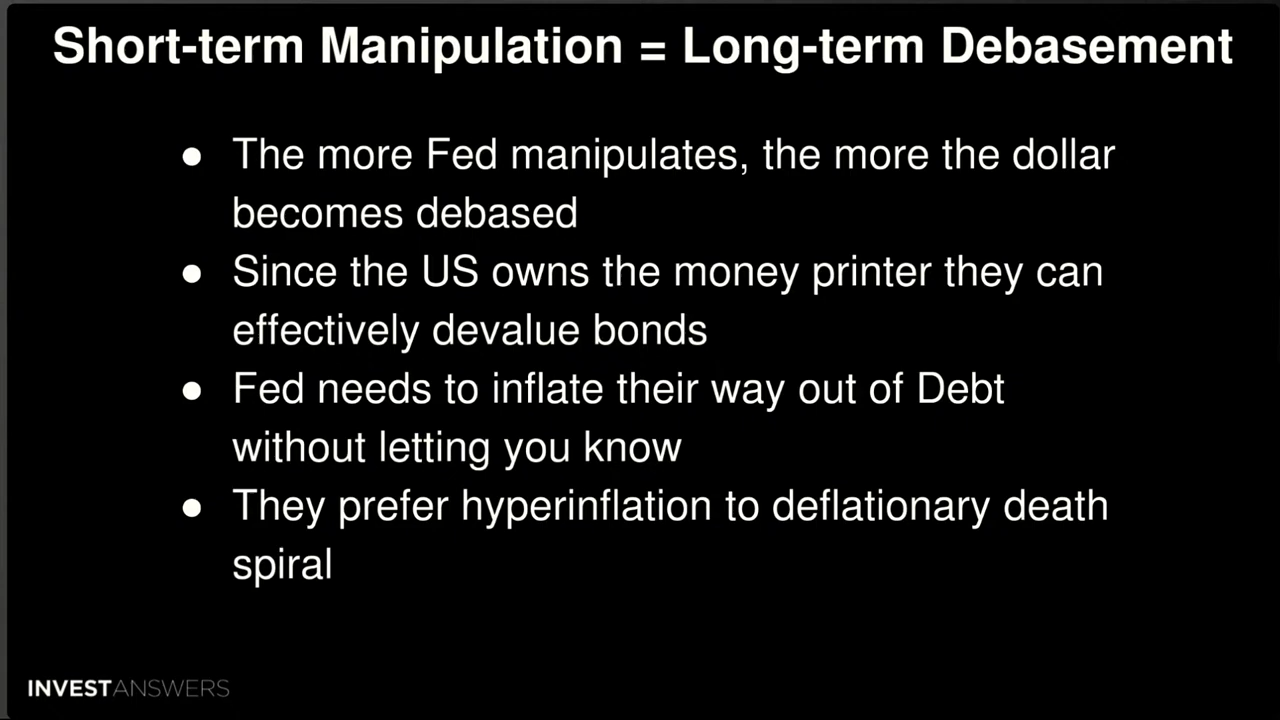 Short-term Manipulation = Long-term Debasement
● The more Fed manipulates, the more the dollar
becomes debased
● Since the US owns the money printer they can
effectively devalue bonds
● Fed needs to inflate their way out of Debt
without letting you know
● They prefer hyperinflation to deflationary death
spiral
INVESTANSWERS